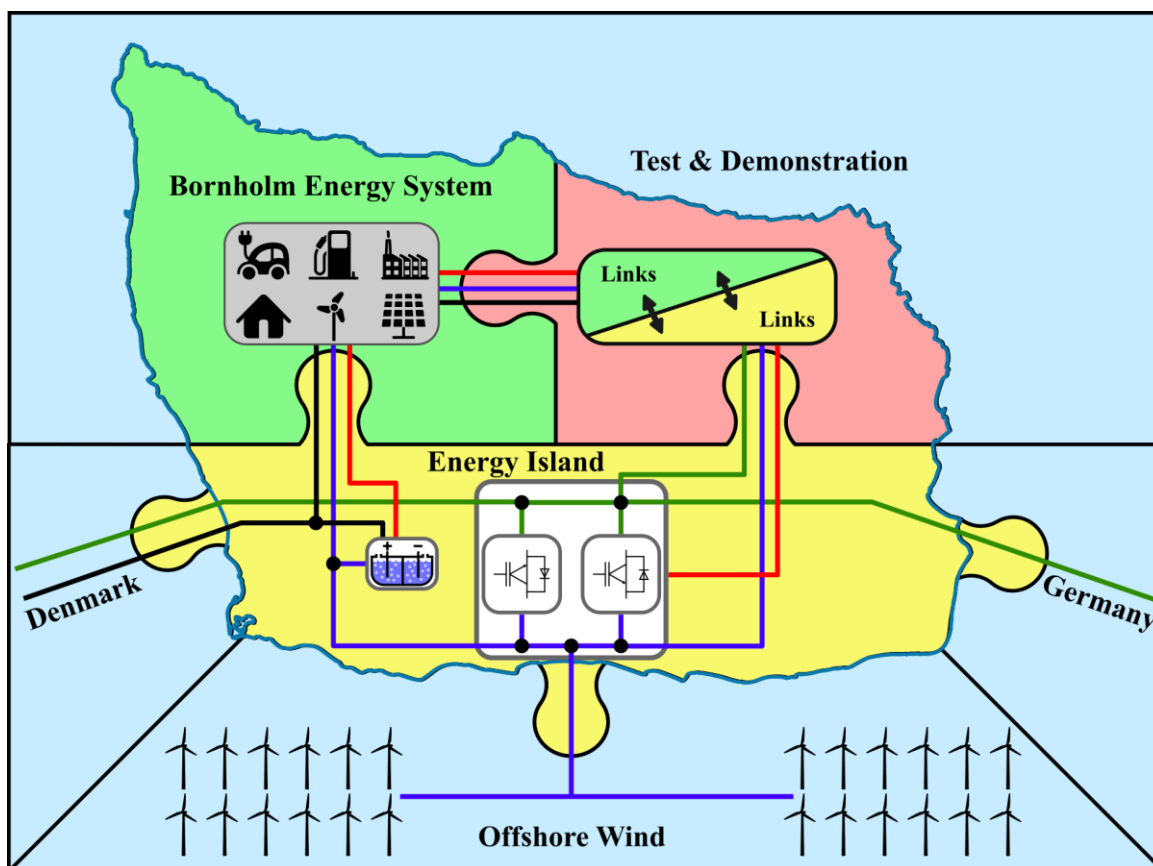 Test & Demonstration
Bornholm Energy System
Links
Links
Energy Island
+ −
Denmark
Germany
Offshore Wind